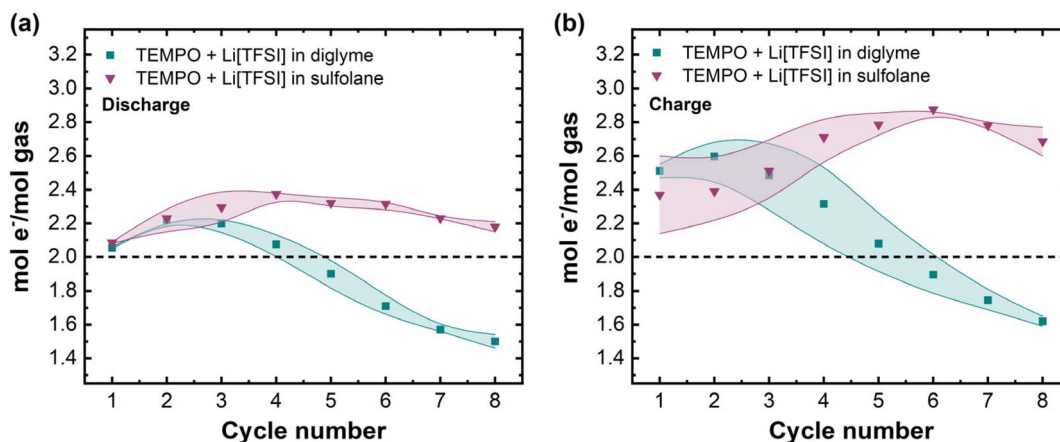 (a)
TEMPO + Li[TFSI] in diglyme
TEMPO + Li[TFSI] in sulfolane
Discharge
mol e⁻/mol gas
3.2
3.0
2.8
2.6
2.4
2.2
2.0
1.8
1.6
1.4
1 2 3 4 5 6 7 8
Cycle number
(b)
TEMPO + Li[TFSI] in diglyme
TEMPO + Li[TFSI] in sulfolane
Charge
mol e⁻/mol gas
3.2
3.0
2.8
2.6
2.4
2.2
2.0
1.8
1.6
1.4
1 2 3 4 5 6 7 8
Cycle number